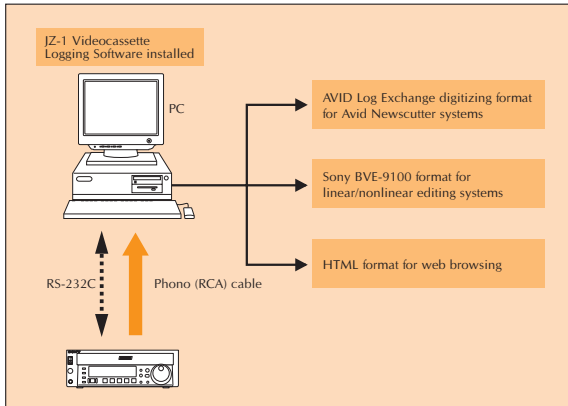 JZ-1 Videocassette
Logging Software installed
PC
AVID Log Exchange digitizing format
for Avid Newscutter systems
Sony BVE-9100 format for
linear/nonlinear editing systems
HTML format for web browsing
RS-232C
Phono (RCA) cable